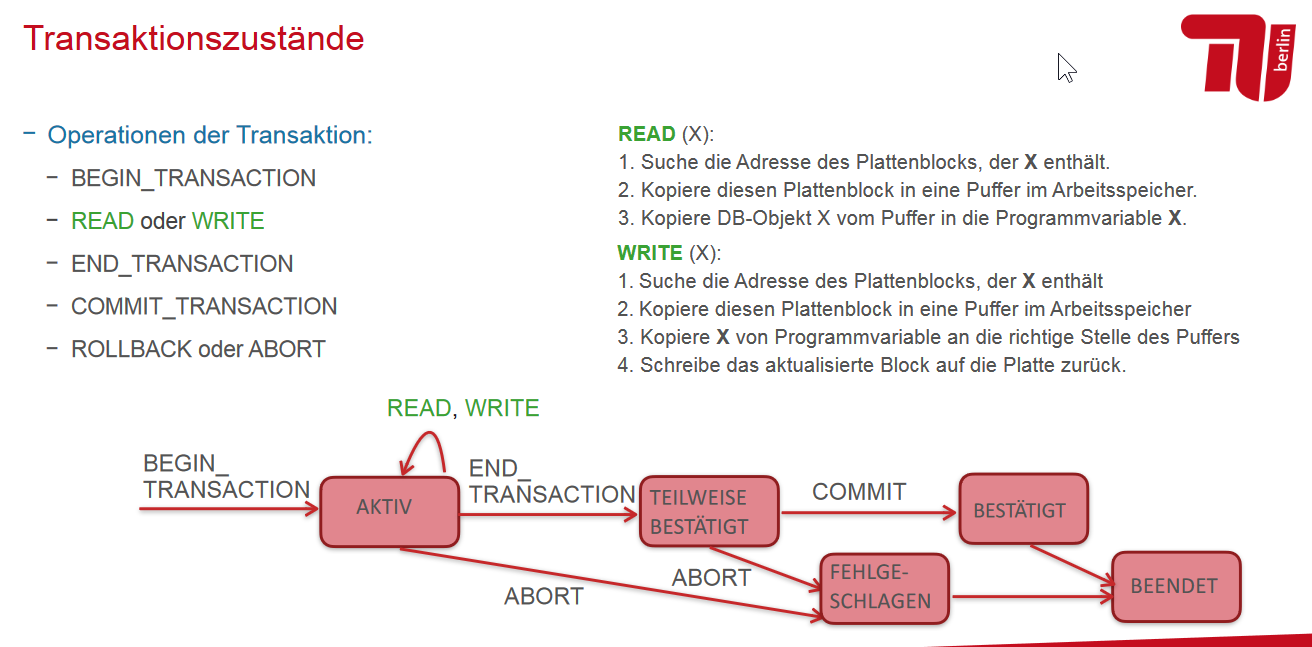 Transaktionszustände
berlin
− Operationen der Transaktion:
− BEGIN_TRANSACTION
− READ oder WRITE
− END_TRANSACTION
− COMMIT_TRANSACTION
− ROLLBACK oder ABORT
READ (X):
1. Suche die Adresse des Plattenblocks, der X enthält.
2. Kopiere diesen Plattenblock in eine Puffer im Arbeitsspeicher.
3. Kopiere DB-Objekt X vom Puffer in die Programmvariable X.
WRITE (X):
1. Suche die Adresse des Plattenblocks, der X enthält
2. Kopiere diesen Plattenblock in eine Puffer im Arbeitsspeicher
3. Kopiere X von Programmvariable an die richtige Stelle des Puffers
4. Schreibe das aktualisierte Block auf die Platte zurück.
READ, WRITE
BEGIN_
TRANSACTION
AKTIV
END_
TRANSACTION
TEILWEISE
BESTÄTIGT
COMMIT
BESTÄTIGT
ABORT
ABORT
FEHLGE-
SCHLAGEN
BEENDET